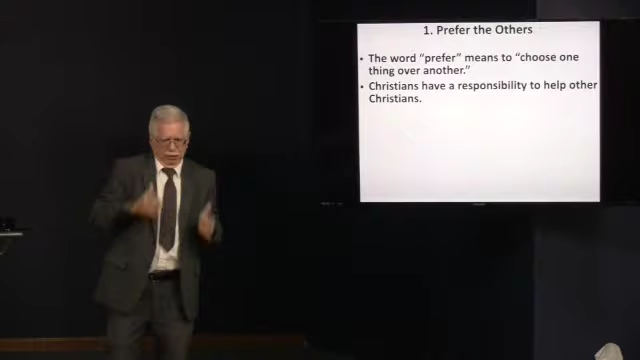 1. Prefer the Others
• The word “prefer” means to “choose one
thing over another.”
• Christians have a responsibility to help other
Christians.